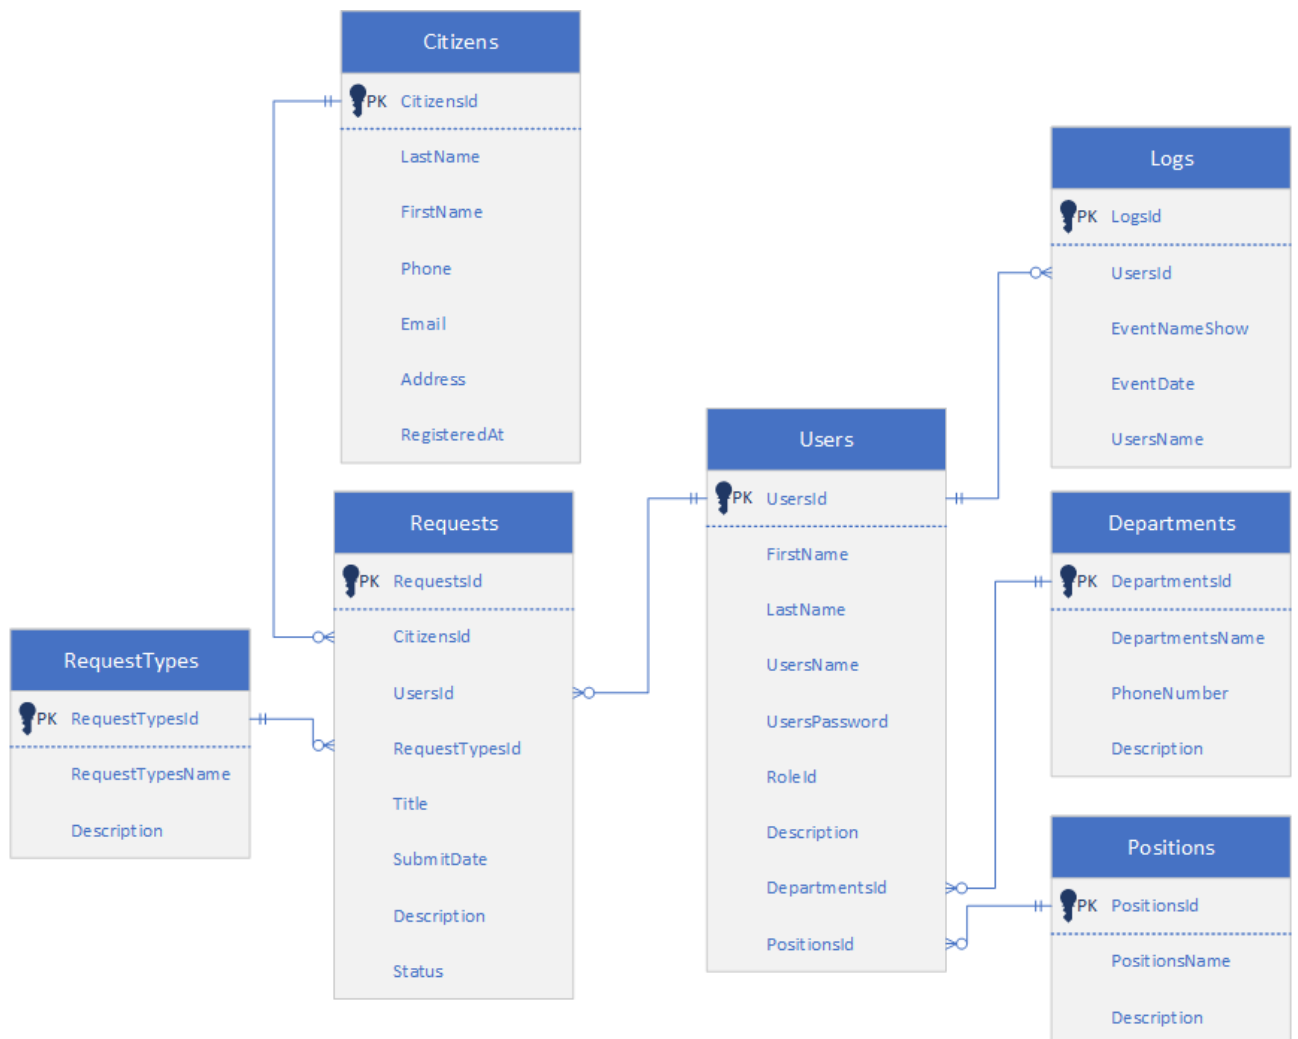 Citizens
PK CitizensId
LastName
FirstName
Phone
Email
Address
RegisteredAt
Logs
PK LogsId
UsersId
EventNameShow
EventDate
UsersName
Users
PK UsersId
FirstName
LastName
UsersName
UsersPassword
RoleId
Description
DepartmentsId
PositionsId
Requests
PK RequestsId
CitizensId
UsersId
RequestTypesId
Title
SubmitDate
Description
Status
Departments
PK DepartmentsId
DepartmentsName
PhoneNumber
Description
RequestTypes
PK RequestTypesId
RequestTypesName
Description
Positions
PK PositionsId
PositionsName
Description